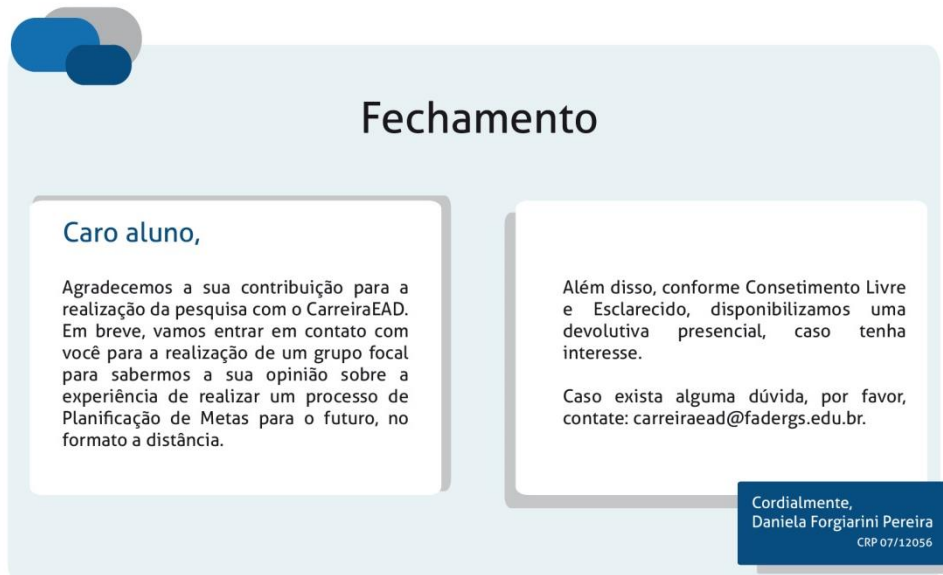 Fechamento
Caro aluno,
Agradecemos a sua contribuição para a
realização da pesquisa com o CarreiraEAD.
Em breve, vamos entrar em contato com
você para a realização de um grupo focal
para sabermos a sua opinião sobre a
experiência de realizar um processo de
Planificação de Metas para o futuro, no
formato a distância.
Além disso, conforme Consetimento Livre
e Esclarecido, disponibilizamos uma
devolutiva presencial, caso tenha
interesse.
Caso exista alguma dúvida, por favor,
contate: carreiraead@fadergs.edu.br.
Cordialmente,
Daniela Forgiarini Pereira
CRP 07/12056